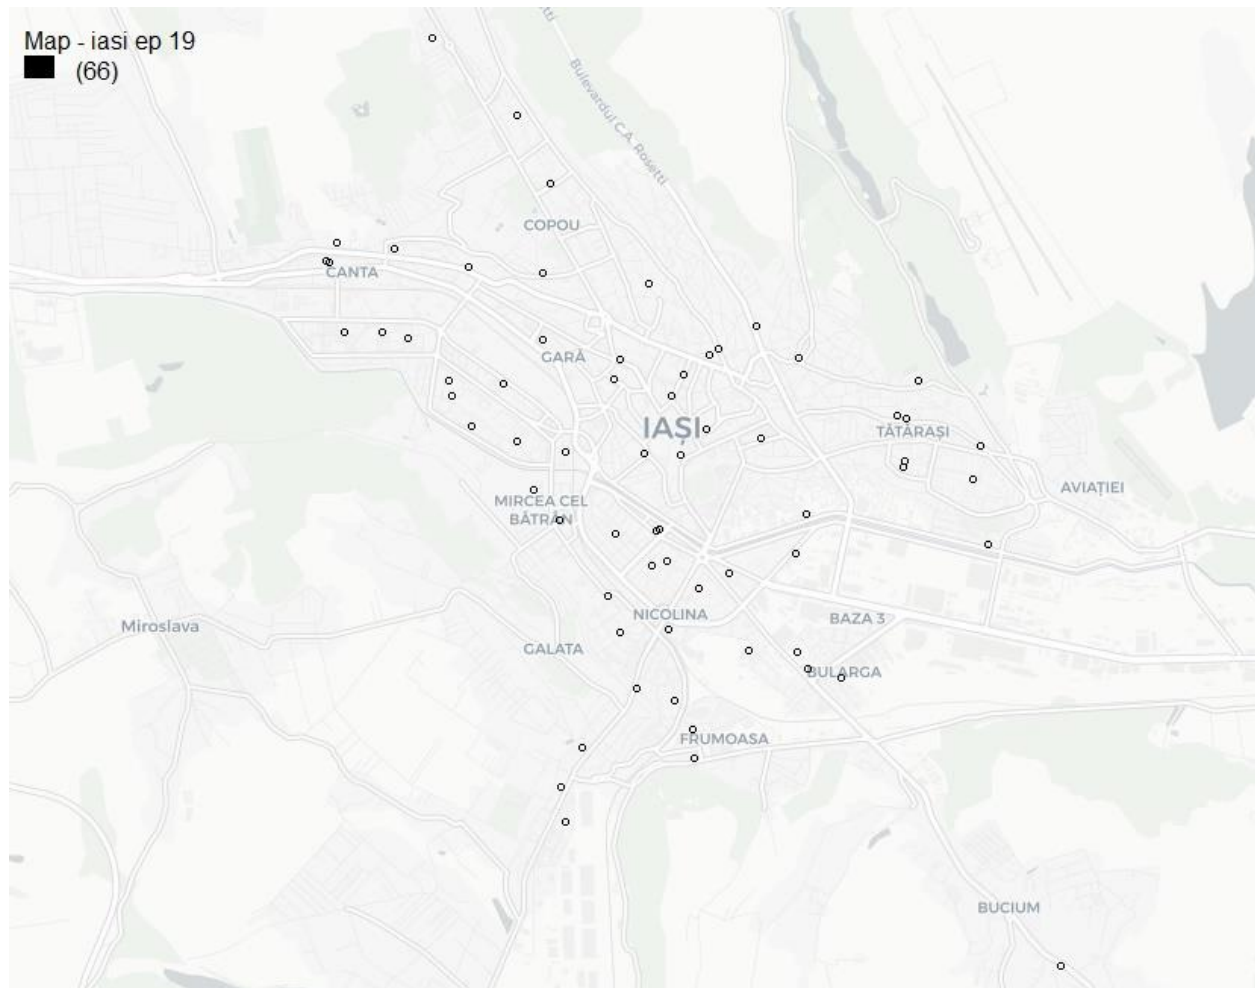 Map - iasi ep 19
(66)
Bulevardul C.A. Rosetti
COPOU
CANTA
GARĂ
IAȘI
TĂTĂRAȘI
AVIAȚIEI
MIRCEA CEL
BĂTRÂN
Miroslava
NICOLINA
BAZA 3
GALATA
BULARGA
FRUMOASA
BUCIUM